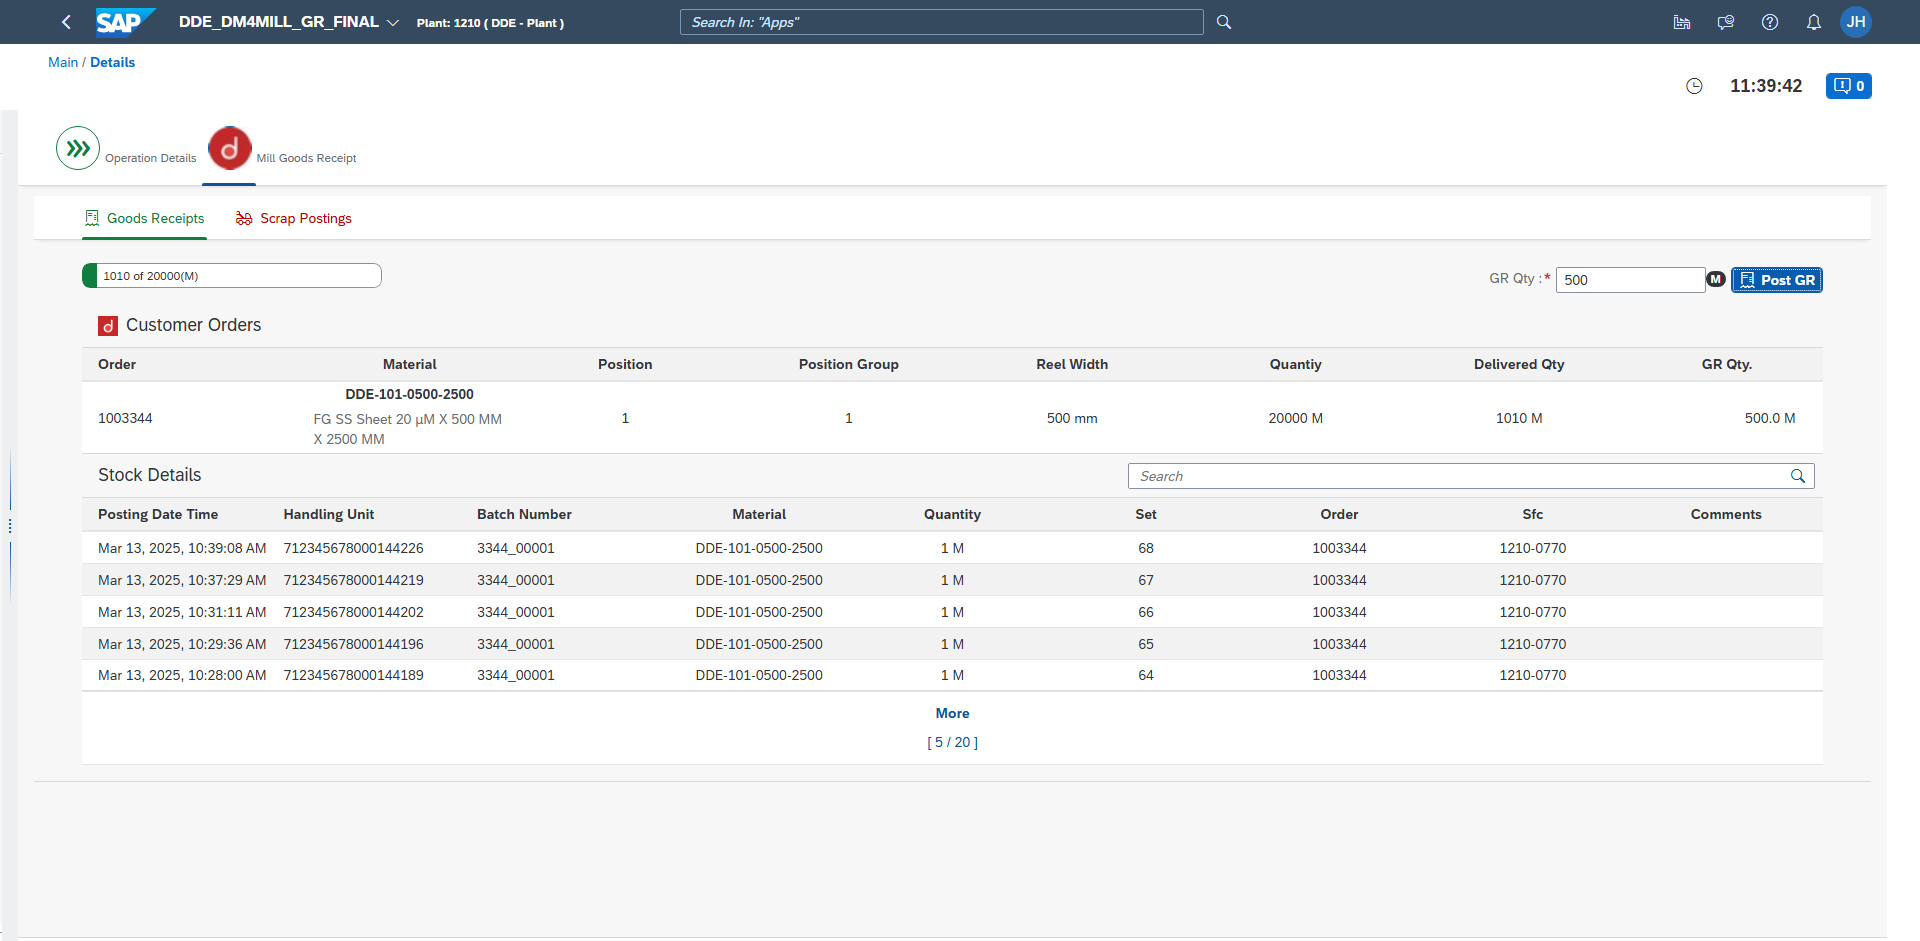 SAP DDE_DM4MILL_GR_FINAL Plant: 1210 ( DDE - Plant ) Search In: "Apps" JH
Main / Details
11:39:42 0
Operation Details d Mill Goods Receipt
Goods Receipts Scrap Postings
1010 of 20000(M) GR Qty :* 500 M Post GR
d Customer Orders
Order Material Position Position Group Reel Width Quantiy Delivered Qty GR Qty.
DDE-101-0500-2500
1003344 FG SS Sheet 20 µM X 500 MM 1 1 500 mm 20000 M 1010 M 500.0 M
X 2500 MM
Stock Details Search
Posting Date Time Handling Unit Batch Number Material Quantity Set Order Sfc Comments
Mar 13, 2025, 10:39:08 AM 712345678000144226 3344_00001 DDE-101-0500-2500 1 M 68 1003344 1210-0770
Mar 13, 2025, 10:37:29 AM 712345678000144219 3344_00001 DDE-101-0500-2500 1 M 67 1003344 1210-0770
Mar 13, 2025, 10:31:11 AM 712345678000144202 3344_00001 DDE-101-0500-2500 1 M 66 1003344 1210-0770
Mar 13, 2025, 10:29:36 AM 712345678000144196 3344_00001 DDE-101-0500-2500 1 M 65 1003344 1210-0770
Mar 13, 2025, 10:28:00 AM 712345678000144189 3344_00001 DDE-101-0500-2500 1 M 64 1003344 1210-0770
More
[ 5 / 20 ]